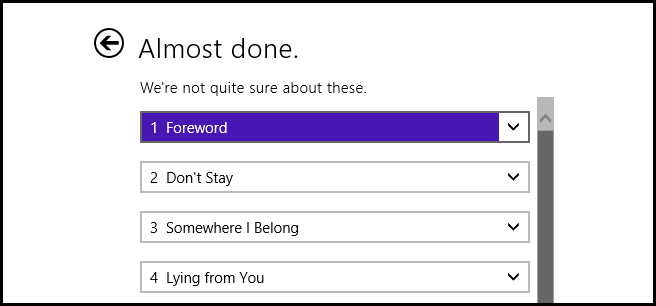 Almost done.
We're not quite sure about these.
1 Foreword
2 Don't Stay
3 Somewhere I Belong
4 Lying from You